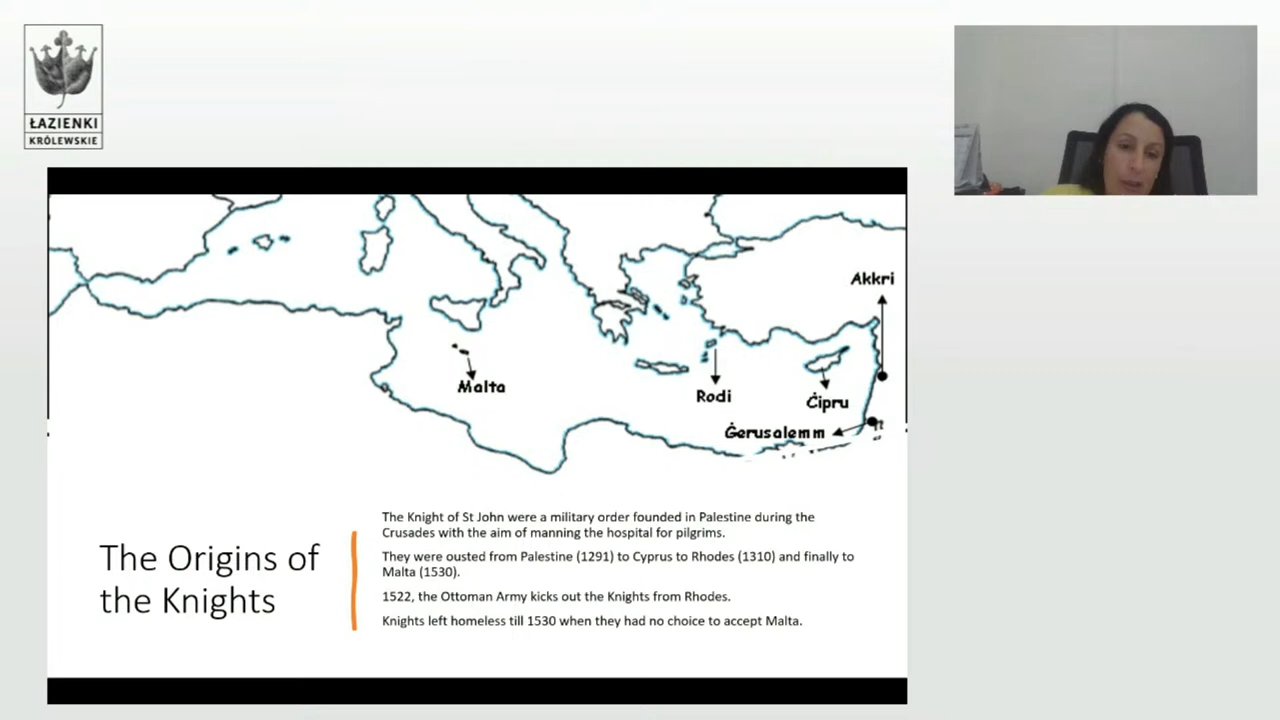 ŁAZIENKI
KRÓLEWSKIE
Akkri
Malta
Rodi
Ċipru
Ġerusalemm
The Origins of
the Knights
The Knight of St John were a military order founded in Palestine during the
Crusades with the aim of manning the hospital for pilgrims.
They were ousted from Palestine (1291) to Cyprus to Rhodes (1310) and finally to
Malta (1530).
1522, the Ottoman Army kicks out the Knights from Rhodes.
Knights left homeless till 1530 when they had no choice to accept Malta.